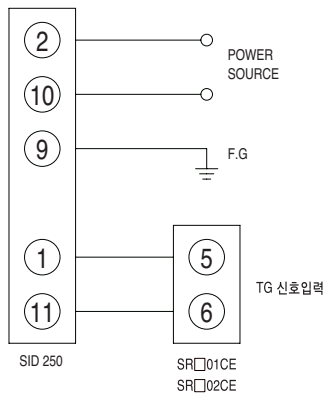 2
POWER
SOURCE
10
9
F.G
1
5
TG 신호입력
11
6
SID 250
SR□01CE
SR□02CE